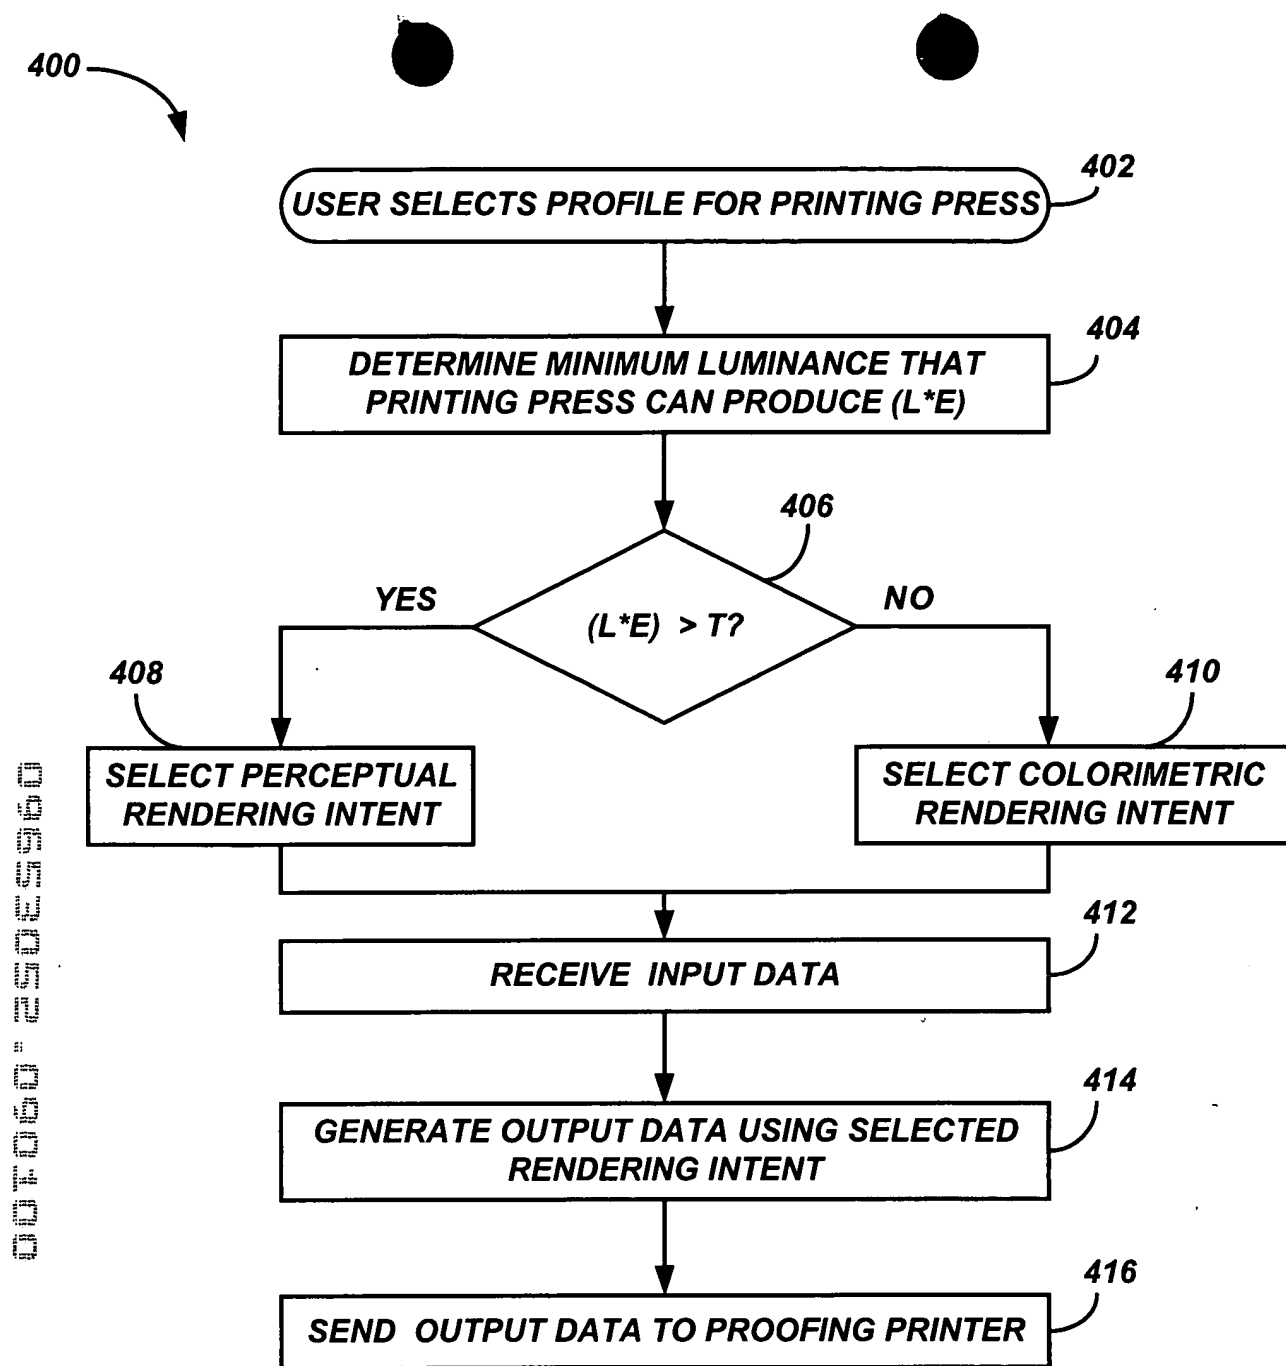 400
402
USER SELECTS PROFILE FOR PRINTING PRESS
404
DETERMINE MINIMUM LUMINANCE THAT
PRINTING PRESS CAN PRODUCE (L*E)
406
YES
(L*E) > T?
NO
408
SELECT PERCEPTUAL
RENDERING INTENT
410
SELECT COLORIMETRIC
RENDERING INTENT
412
RECEIVE INPUT DATA
414
GENERATE OUTPUT DATA USING SELECTED
RENDERING INTENT
416
SEND OUTPUT DATA TO PROOFING PRINTER